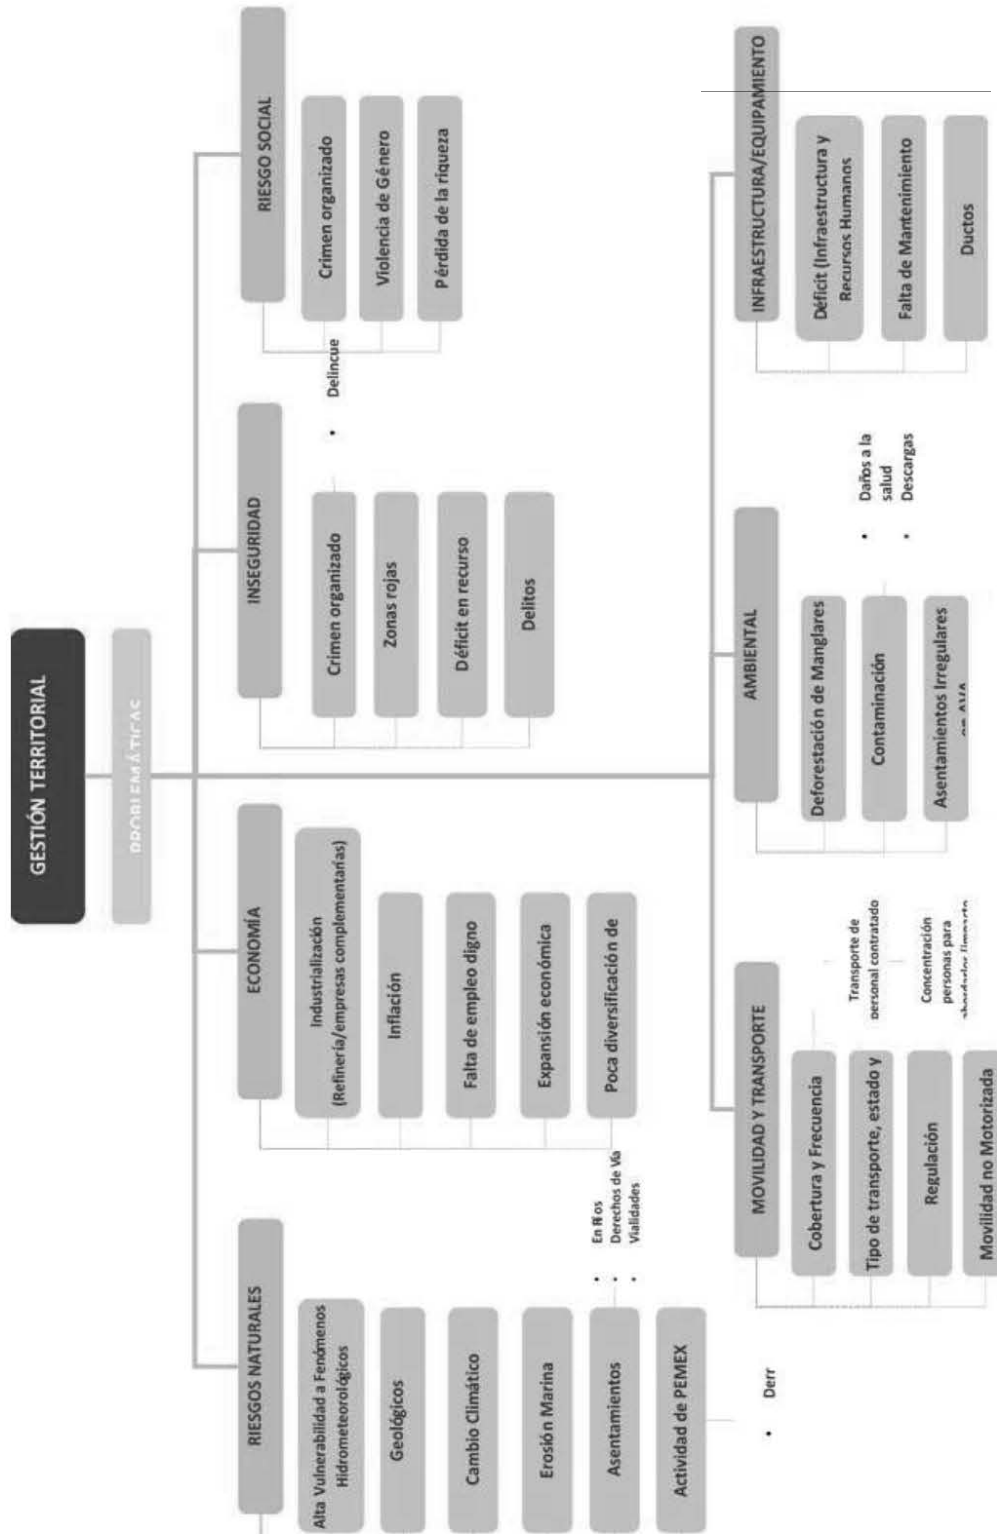 GESTIÓN TERRITORIAL
PROBLEMÁTICAS
RIESGOS NATURALES
Alta Vulnerabilidad a Fenómenos
Hidrometeorológicos
Geológicos
Cambio Climático
Erosión Marina
Asentamientos
• En Ríos
• Derechos de Vía
• Vialidades
Actividad de PEMEX
• Derr
ECONOMÍA
Industrialización
(Refinería/empresas complementarías)
Inflación
Falta de empleo digno
Expansión económica
Poca diversificación de
INSEGURIDAD
Crimen organizado
• Delincue
Zonas rojas
Déficit en recurso
Delitos
RIESGO SOCIAL
Crimen organizado
Violencia de Género
Pérdida de la riqueza
MOVILIDAD Y TRANSPORTE
Cobertura y Frecuencia
Transporte de
personal contratado
Tipo de transporte, estado y
Regulación
Concentración
personas para
Movilidad no Motorizada
AMBIENTAL
Deforestación de Manglares
Contaminación
• Daños a la
salud
• Descargas
Asentamientos Irregulares
INFRAESTRUCTURA/EQUIPAMIENTO
Déficit (Infraestructura y
Recursos Humanos
Falta de Mantenimiento
Ductos